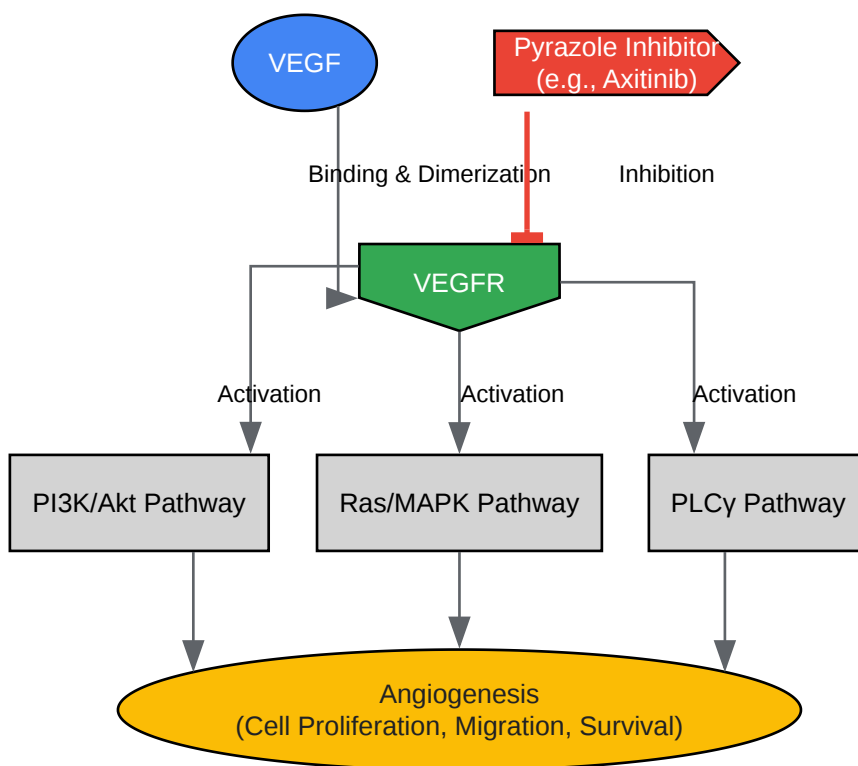 VEGF
Pyrazole Inhibitor
(e.g., Axitinib)
Binding & Dimerization
Inhibition
VEGFR
Activation
Activation
Activation
PI3K/Akt Pathway
Ras/MAPK Pathway
PLCγ Pathway
Angiogenesis
(Cell Proliferation, Migration, Survival)